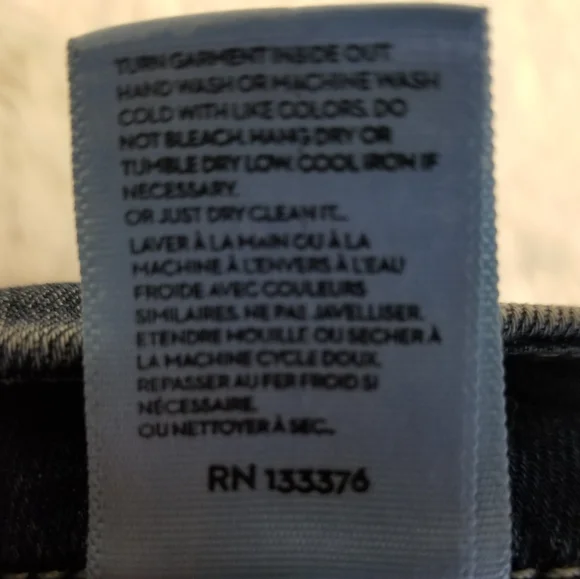 TURN GARMENT INSIDE OUT.
HAND WASH OR MACHINE WASH
COLD WITH LIKE COLORS. DO
NOT BLEACH. HANG DRY OR
TUMBLE DRY LOW. COOL IRON IF
NECESSARY.
OR JUST DRY CLEAN IT...
LAVER À LA MAIN OU À LA
MACHINE À L'ENVERS À L'EAU
FROIDE AVEC COULEURS
SIMILAIRES. NE PAS JAVELLISER.
ETENDRE MOUILLE OU SECHER À
LA MACHINE CYCLE DOUX.
REPASSER AU FER FROID SI
NÉCESSAIRE.
OU NETTOYER À SEC...
RN 133376